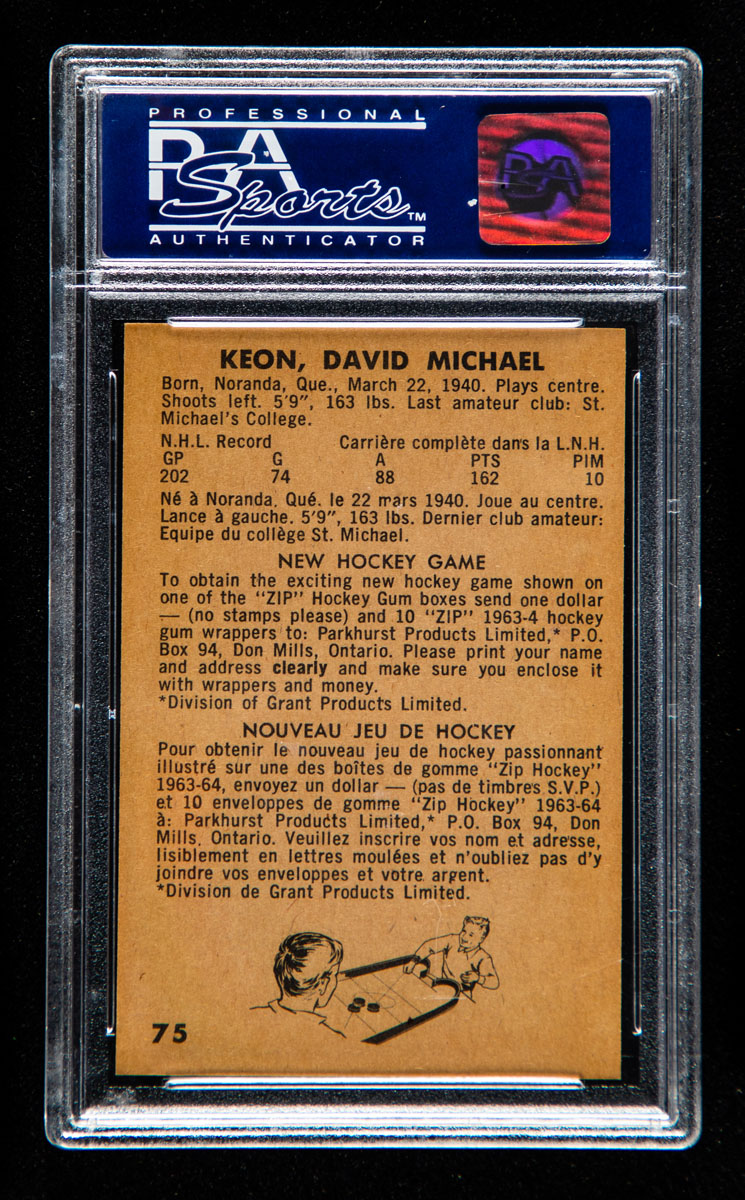 PROFESSIONAL
PSA
Sports™
AUTHENTICATOR
PSA
KEON, DAVID MICHAEL
Born, Noranda, Que., March 22, 1940. Plays centre.
Shoots left. 5'9", 163 lbs. Last amateur club: St.
Michael's College.
N.H.L. Record Carrière complète dans la L.N.H.
GP G A PTS PIM
202 74 88 162 10
Né à Noranda, Qué. le 22 mars 1940. Joue au centre.
Lance à gauche. 5'9", 163 lbs. Dernier club amateur:
Equipe du collège St. Michael.
NEW HOCKEY GAME
To obtain the exciting new hockey game shown on
one of the "ZIP" Hockey Gum boxes send one dollar
— (no stamps please) and 10 "ZIP" 1963-4 hockey
gum wrappers to: Parkhurst Products Limited,* P.O.
Box 94, Don Mills, Ontario. Please print your name
and address clearly and make sure you enclose it
with wrappers and money.
*Division of Grant Products Limited.
NOUVEAU JEU DE HOCKEY
Pour obtenir le nouveau jeu de hockey passionnant
illustré sur une des boîtes de gomme "Zip Hockey"
1963-64, envoyez un dollar — (pas de timbres S.V.P.)
et 10 enveloppes de gomme "Zip Hockey" 1963-64
à: Parkhurst Products Limited,* P.O. Box 94, Don
Mills, Ontario. Veuillez inscrire vos nom et adresse,
lisiblement en lettres moulées et n'oubliez pas d'y
joindre vos enveloppes et votre argent.
*Division de Grant Products Limited.
75